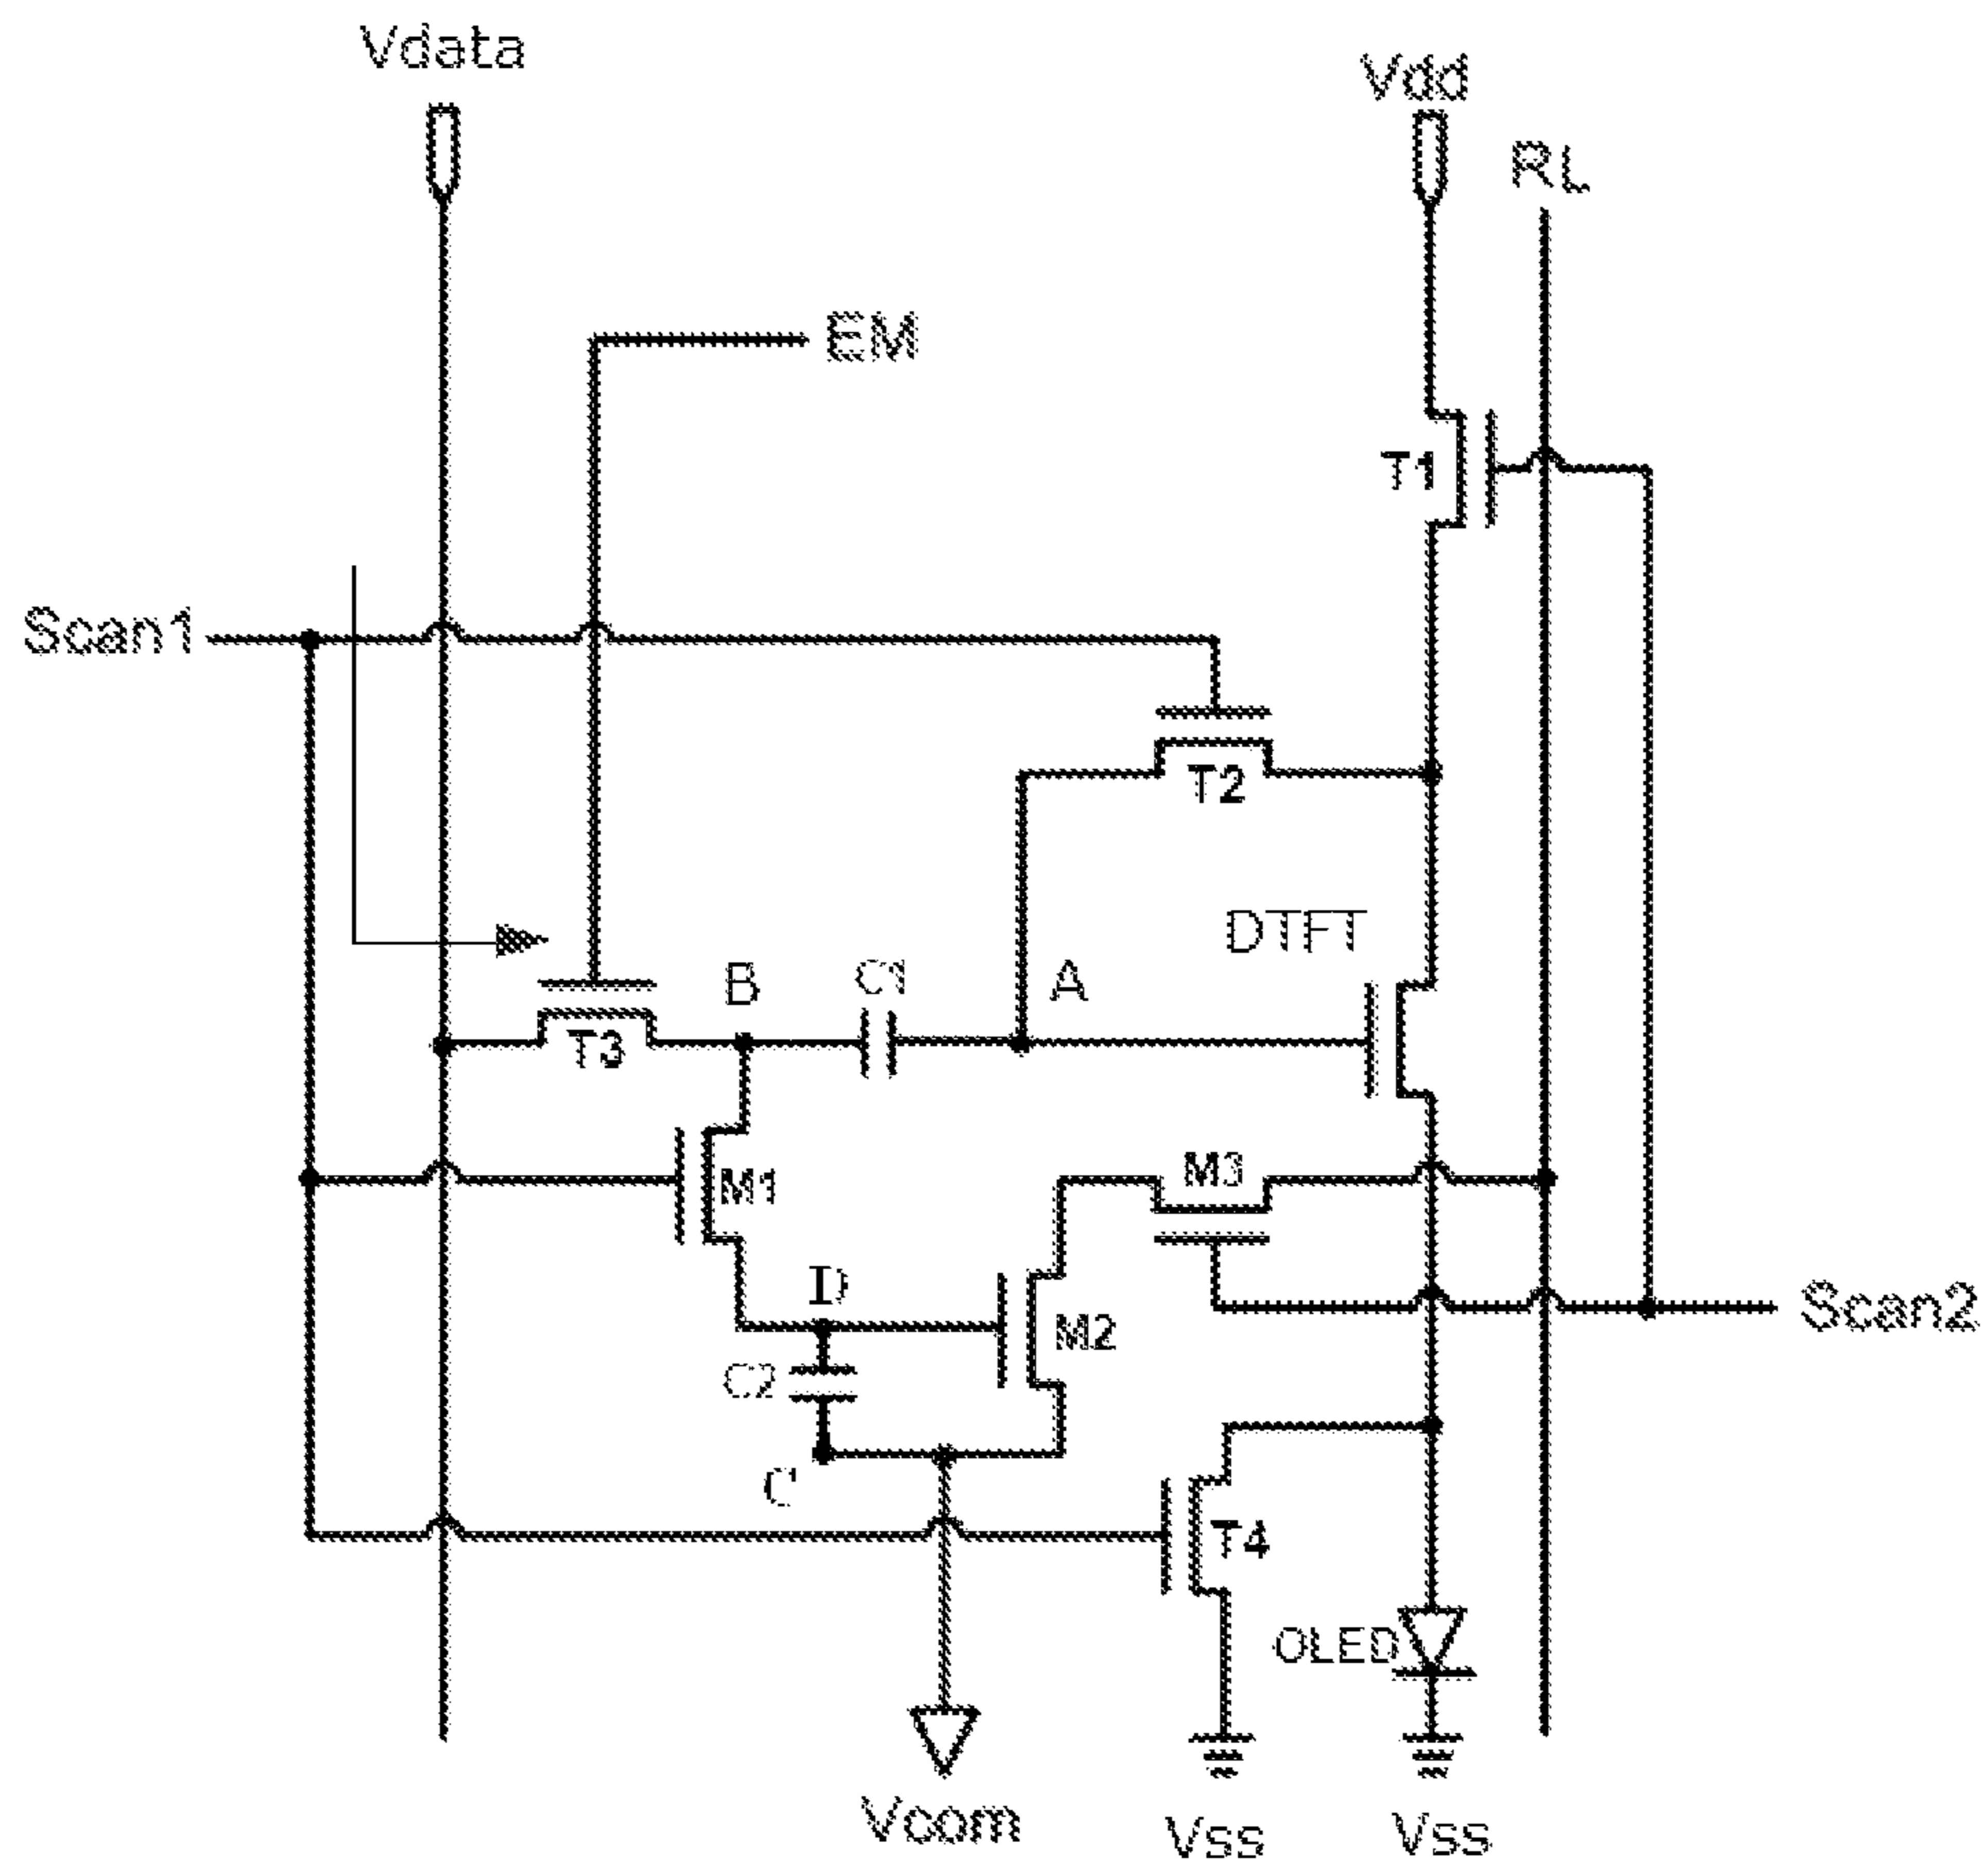 Vdata
Vdd
RL
EM
T1
Scan1
T2
DTFT
B
C1
A
T3
M3
M1
D
M2
Scan2
C2
C
T4
OLED
Vcom
Vss
Vss